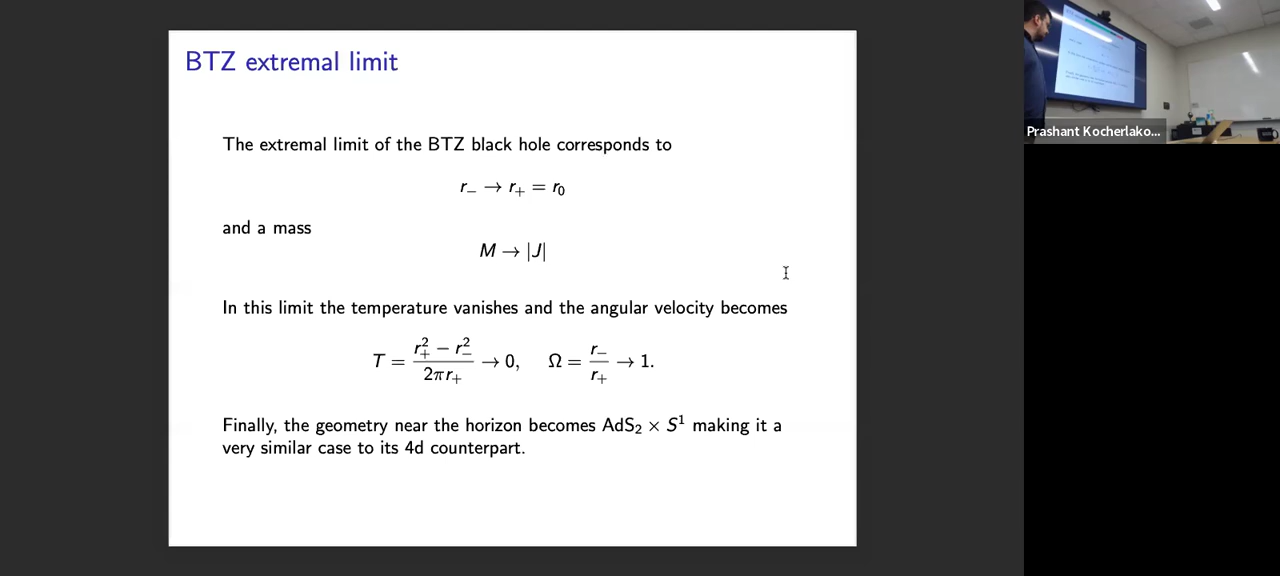 BTZ extremal limit
The extremal limit of the BTZ black hole corresponds to
r₋ → r₊ = r₀
and a mass
M → |J|
In this limit the temperature vanishes and the angular velocity becomes
T = (r₊² − r₋²) / (2πr₊) → 0, Ω = r₋ / r₊ → 1.
Finally, the geometry near the horizon becomes AdS₂ × S¹ making it a
very similar case to its 4d counterpart.
Prashant Kocherlako...